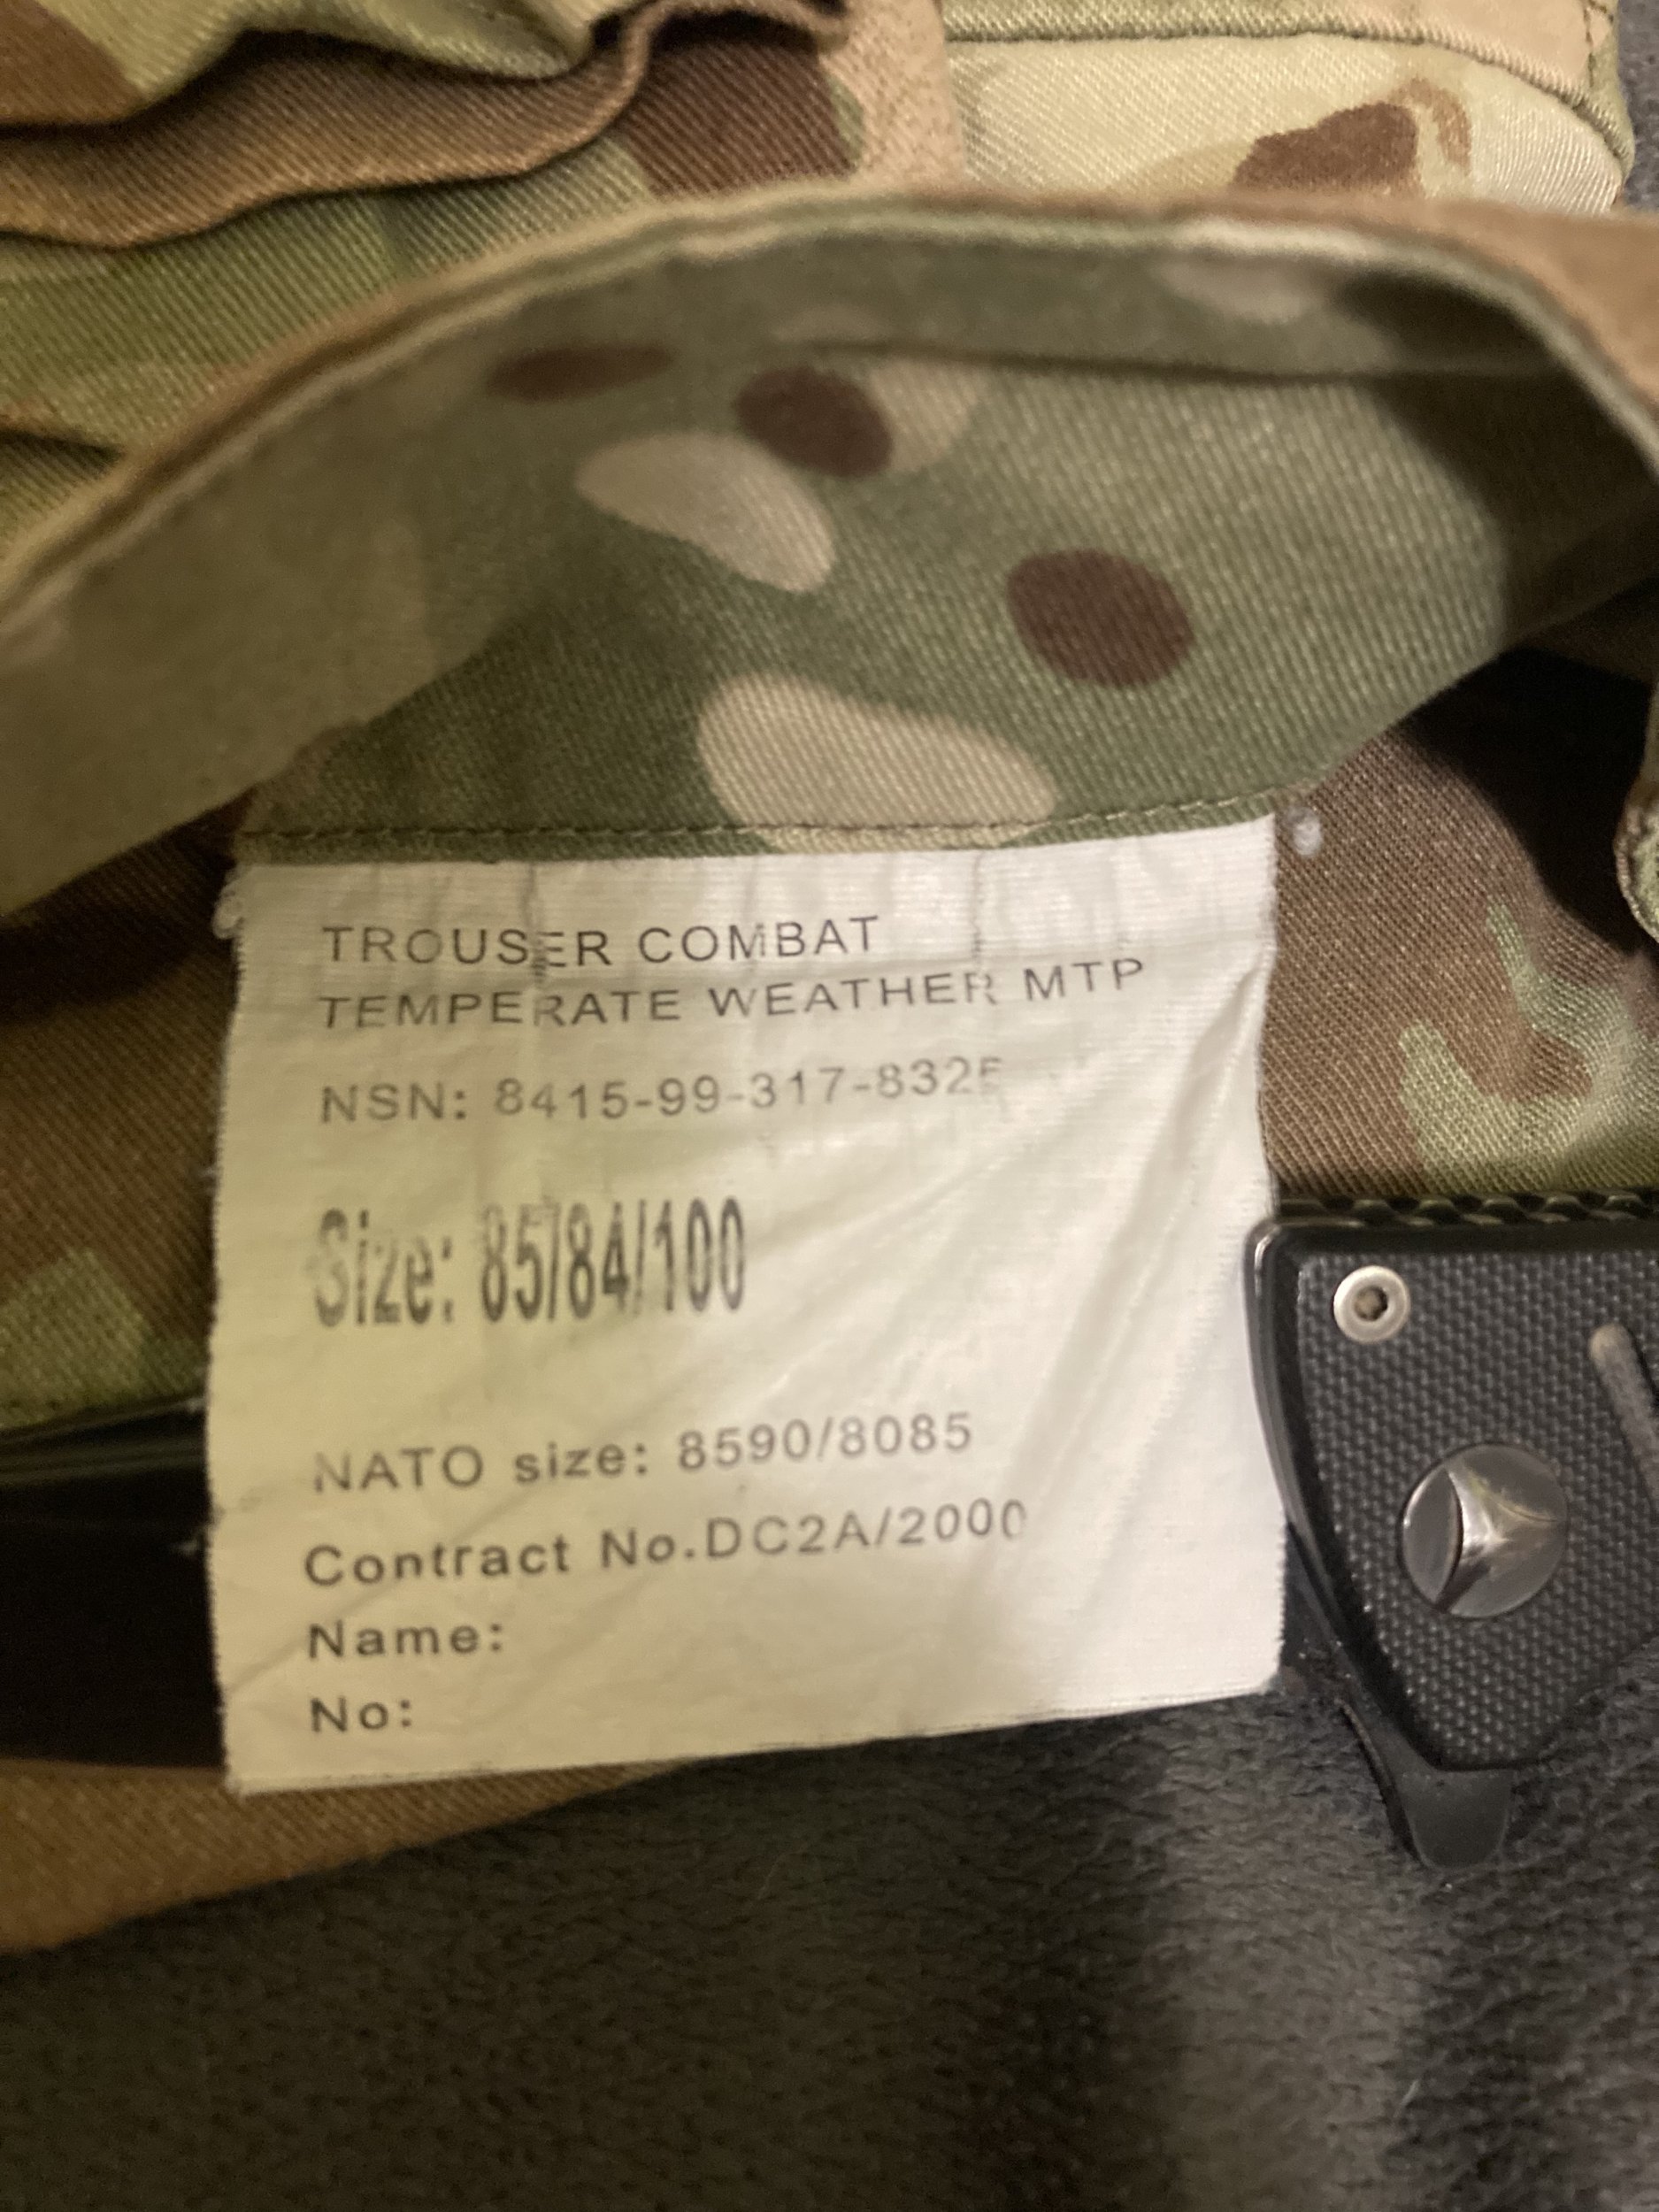 TROUSER COMBAT
TEMPERATE WEATHER MTP
NSN: 8415-99-317-8325
Size: 85/84/100
NATO size: 8590/8085
Contract No.DC2A/2000
Name:
No: